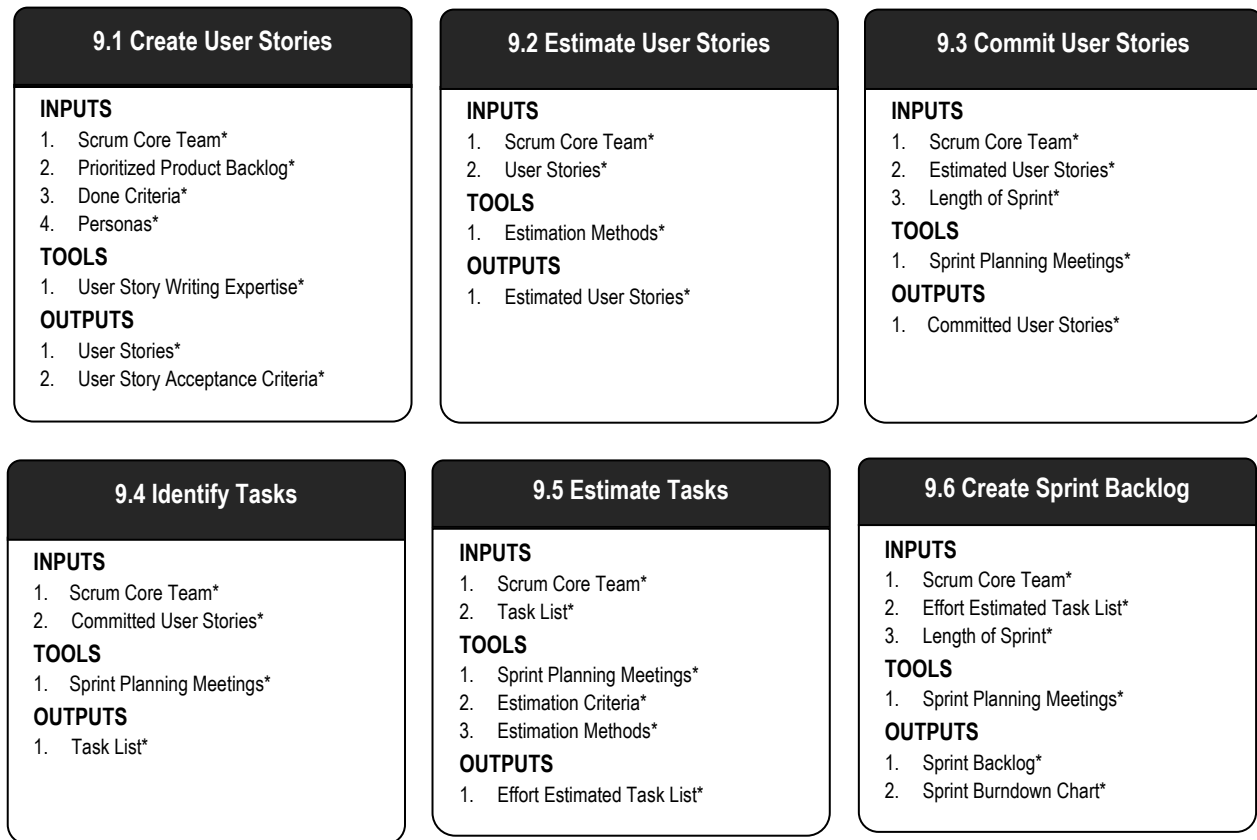 9.1 Create User Stories
INPUTS
1. Scrum Core Team*
2. Prioritized Product Backlog*
3. Done Criteria*
4. Personas*
TOOLS
1. User Story Writing Expertise*
OUTPUTS
1. User Stories*
2. User Story Acceptance Criteria*
9.2 Estimate User Stories
INPUTS
1. Scrum Core Team*
2. User Stories*
TOOLS
1. Estimation Methods*
OUTPUTS
1. Estimated User Stories*
9.3 Commit User Stories
INPUTS
1. Scrum Core Team*
2. Estimated User Stories*
3. Length of Sprint*
TOOLS
1. Sprint Planning Meetings*
OUTPUTS
1. Committed User Stories*
9.4 Identify Tasks
INPUTS
1. Scrum Core Team*
2. Committed User Stories*
TOOLS
1. Sprint Planning Meetings*
OUTPUTS
1. Task List*
9.5 Estimate Tasks
INPUTS
1. Scrum Core Team*
2. Task List*
TOOLS
1. Sprint Planning Meetings*
2. Estimation Criteria*
3. Estimation Methods*
OUTPUTS
1. Effort Estimated Task List*
9.6 Create Sprint Backlog
INPUTS
1. Scrum Core Team*
2. Effort Estimated Task List*
3. Length of Sprint*
TOOLS
1. Sprint Planning Meetings*
OUTPUTS
1. Sprint Backlog*
2. Sprint Burndown Chart*